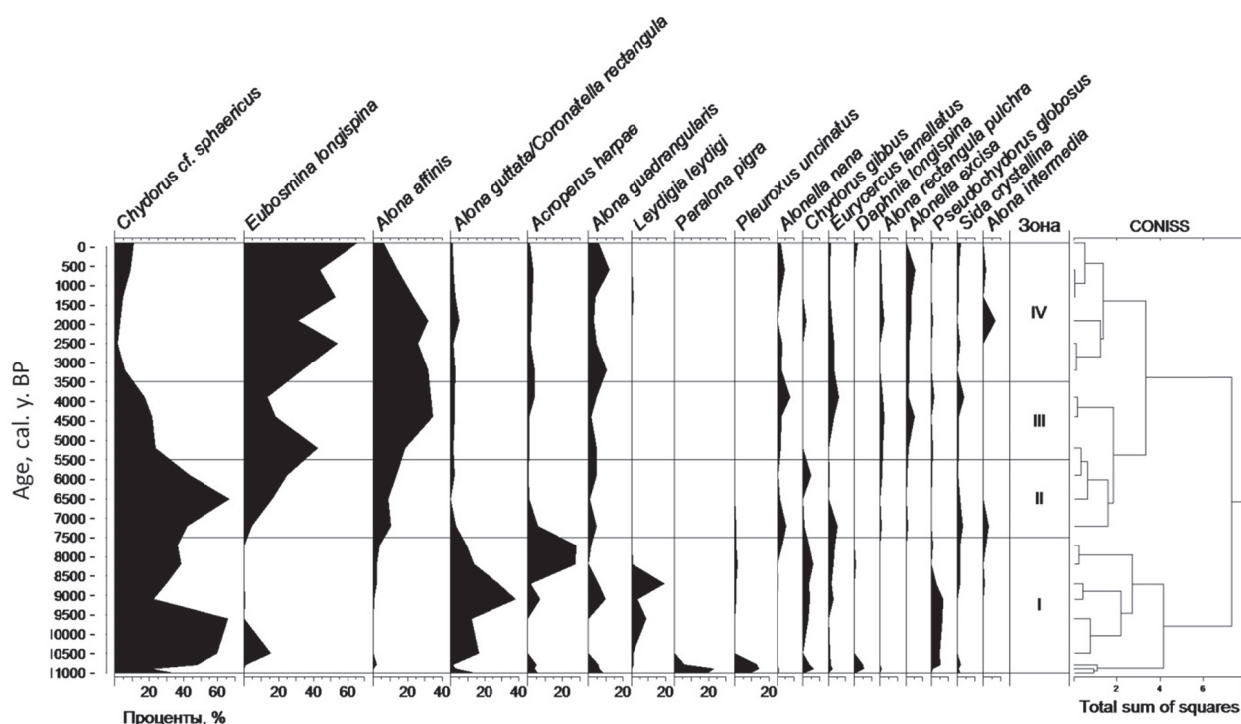 Chydorus cf. sphaericus
Eubosmina longispina
Alona affinis
Alona guttata/Coronatella rectangula
Acroperus harpae
Alona guadrangularis
Leydigia leydigi
Paralona pigra
Pleuroxus uncinatus
Alonella nana
Chydorus gibbus
Eurycercus lamellatus
Daphnia longispina
Alona rectangula pulchra
Alonella excisa
Pseudochydorus globosus
Sida crystallina
Alona intermedia
Зона
CONISS
Age, cal. y. BP
0
500
1000
1500
2000
2500
3000
3500
4000
4500
5000
5500
6000
6500
7000
7500
8000
8500
9000
9500
10000
10500
11000
IV
III
II
I
20 40 60 20 40 60 20 40 20 40 20 20 20 20 20
2 4 6
Проценты, %
Total sum of squares